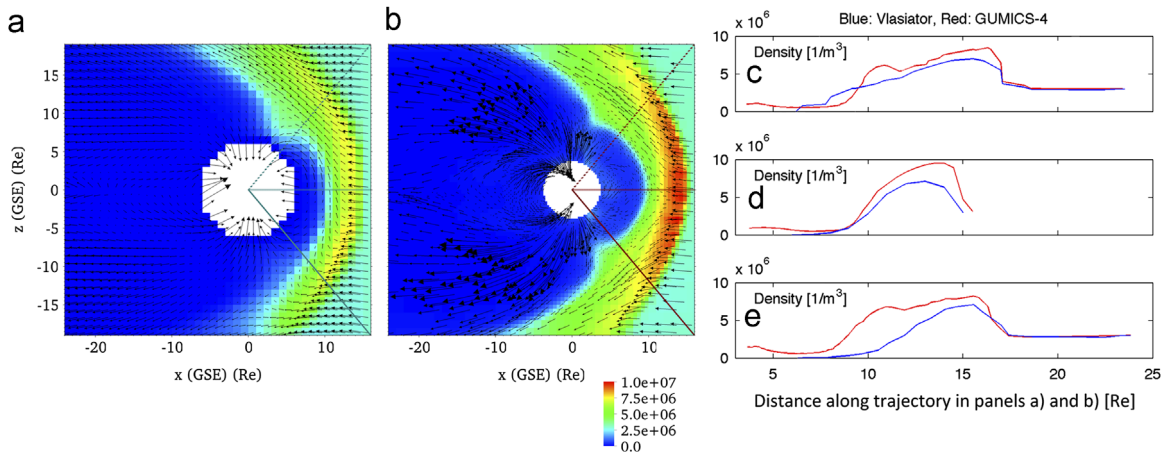 a
b
z (GSE) (Re)
15
10
5
0
-5
-10
-15
-20
-10
0
10
x (GSE) (Re)
-20
-10
0
10
x (GSE) (Re)
1.0e+07
7.5e+06
5.0e+06
2.5e+06
0.0
Blue: Vlasiator, Red: GUMICS-4
x 10^6
10
5
0
Density [1/m³]
c
x 10^6
10
5
0
Density [1/m³]
d
x 10^6
10
5
0
Density [1/m³]
e
5
10
15
20
25
Distance along trajectory in panels a) and b) [Re]